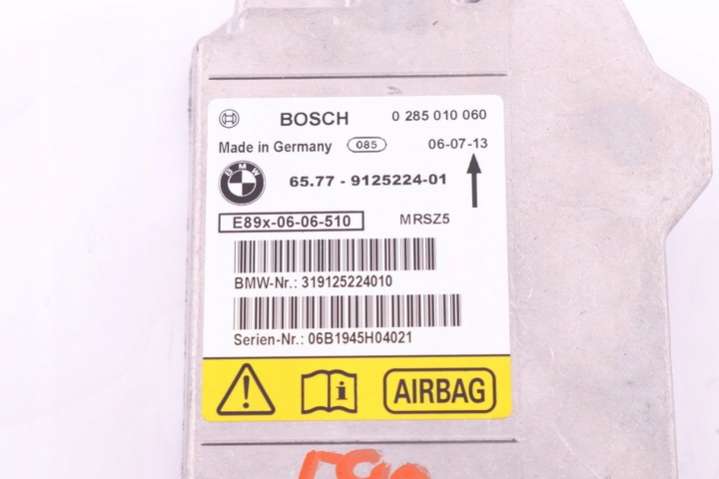 BOSCH 0 285 010 060
Made in Germany 085 06-07-13
BMW 65.77 - 9125224-01
E89x-06-06-510 MRSZ5
BMW-Nr.: 319125224010
Serien-Nr.: 06B1945H04021
AIRBAG